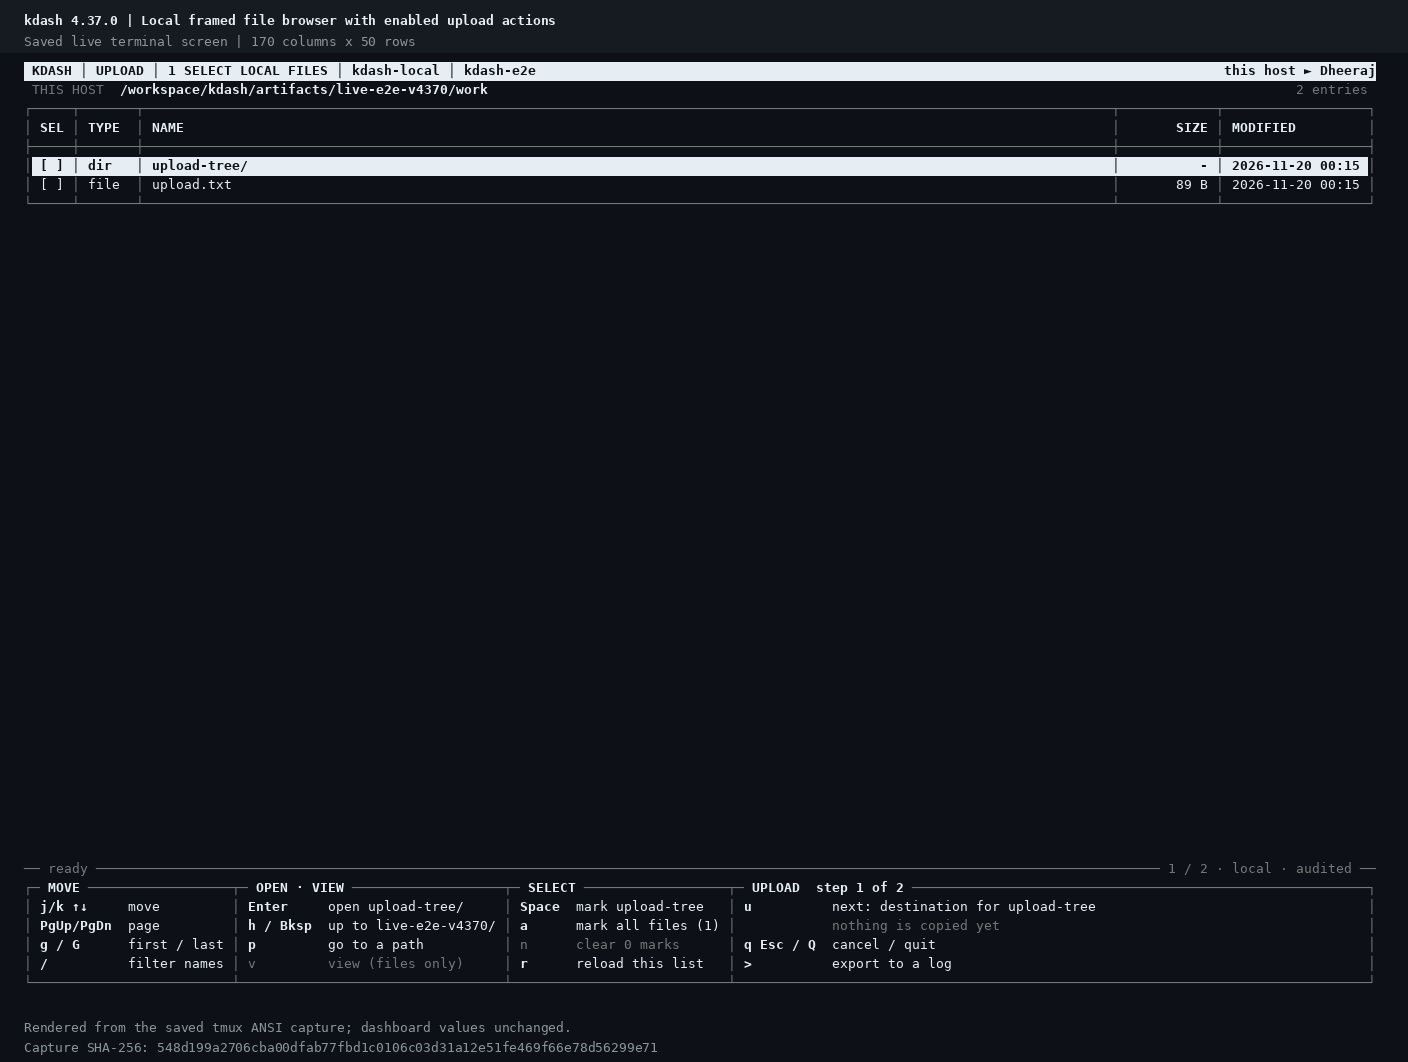 kdash 4.37.0 | Local framed file browser with enabled upload actions
Saved live terminal screen | 170 columns x 50 rows
KDASH │ UPLOAD │ 1 SELECT LOCAL FILES │ kdash-local │ kdash-e2e this host ► Dheeraj
THIS HOST /workspace/kdash/artifacts/live-e2e-v4370/work 2 entries
│ SEL │ TYPE │ NAME │ SIZE │ MODIFIED │
│ [ ] │ dir │ upload-tree/ │ - │ 2026-11-20 00:15 │
│ [ ] │ file │ upload.txt │ 89 B │ 2026-11-20 00:15 │
── ready ── 1 / 2 · local · audited ──
┌─ MOVE ─┬─ OPEN · VIEW ─┬─ SELECT ─┬─ UPLOAD step 1 of 2 ─┐
│ j/k ↑↓ move │ Enter open upload-tree/ │ Space mark upload-tree │ u next: destination for upload-tree │
│ PgUp/PgDn page │ h / Bksp up to live-e2e-v4370/ │ a mark all files (1) │ nothing is copied yet │
│ g / G first / last │ p go to a path │ n clear 0 marks │ q Esc / Q cancel / quit │
│ / filter names │ v view (files only) │ r reload this list │ > export to a log │
Rendered from the saved tmux ANSI capture; dashboard values unchanged.
Capture SHA-256: 548d199a2706cba00dfab77fbd1c0106c03d31a12e51fe469f66e78d56299e71